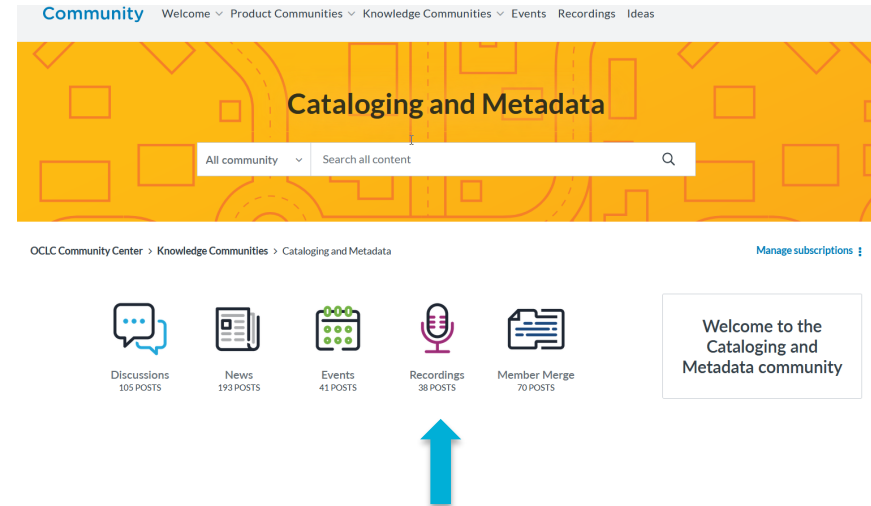 Community Welcome Product Communities Knowledge Communities Events Recordings Ideas
Cataloging and Metadata
All community Search all content
OCLC Community Center > Knowledge Communities > Cataloging and Metadata Manage subscriptions
Discussions
105 POSTS
News
193 POSTS
Events
41 POSTS
Recordings
38 POSTS
Member Merge
70 POSTS
Welcome to the
Cataloging and
Metadata community